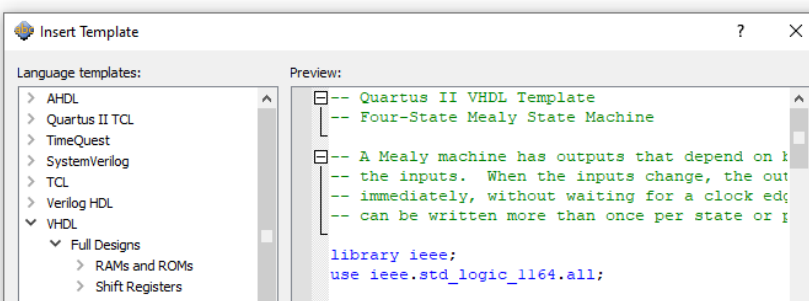 Insert Template
?
Language templates:
AHDL
Quartus II TCL
TimeQuest
SystemVerilog
TCL
Verilog HDL
VHDL
Full Designs
RAMs and ROMs
Shift Registers
Preview:
-- Quartus II VHDL Template
-- Four-State Mealy State Machine
-- A Mealy machine has outputs that depend on
-- the inputs.  When the inputs change, the
-- immediately, without waiting for a clock
-- can be written more than once per state or
library ieee;
use ieee.std_logic_1164.all;